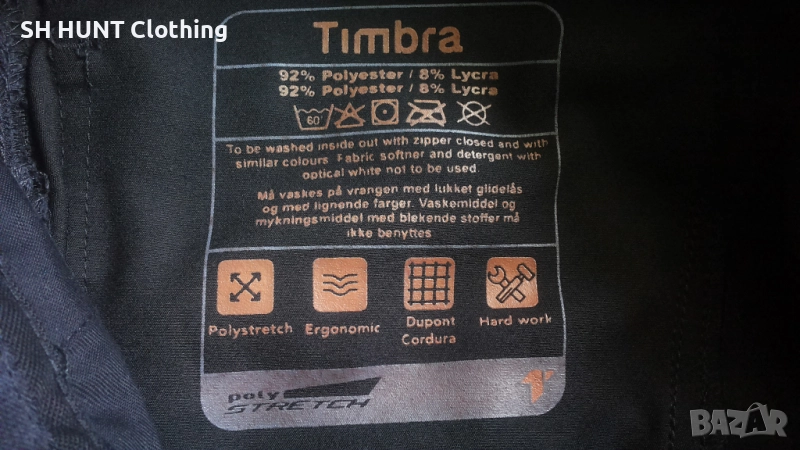 SH HUNT Clothing
Timbra
92% Polyester / 8% Lycra
92% Polyester / 8% Lycra
60°
To be washed inside out with zipper closed and with
similar colours. Fabric softner and detergent with
optical white not to be used.
Må vaskes på vrangen med lukket glidelås
og med lignende farger. Vaskemiddel og
mykningsmiddel med blekende stoffer må
ikke benyttes
Polystretch
Ergonomic
Dupont
Cordura
Hard work
poly
STRETCH
BAZAR